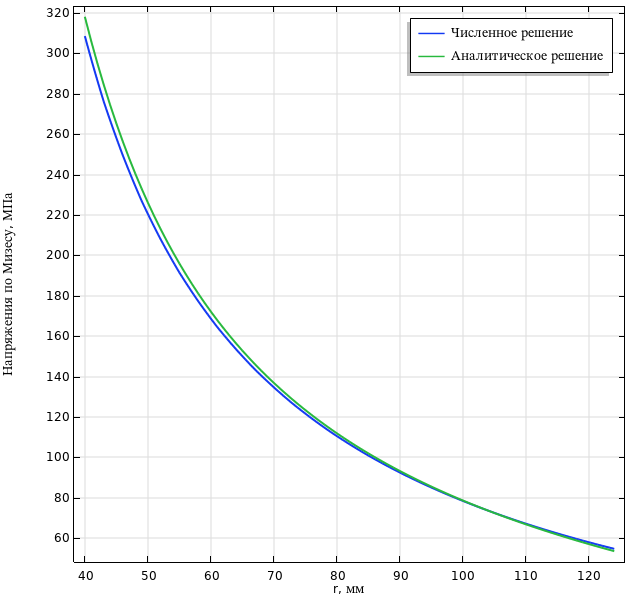 320
300
280
260
240
220
200
180
160
140
120
100
80
60
Напряжения по Мизесу, МПа
Численное решение
Аналитическое решение
40 50 60 70 80 90 100 110 120
r, мм